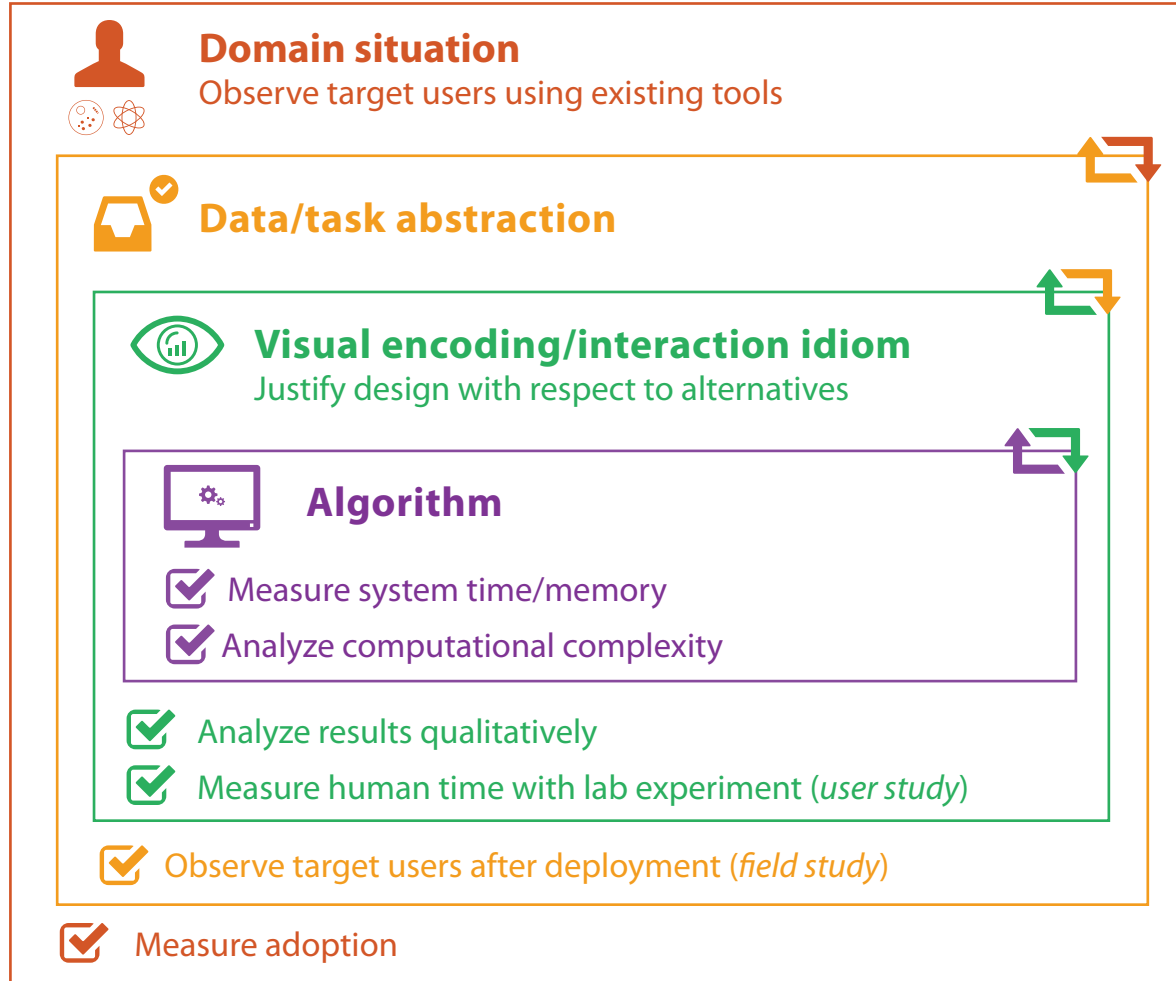 Domain situation
Observe target users using existing tools
Data/task abstraction
Visual encoding/interaction idiom
Justify design with respect to alternatives
Algorithm
Measure system time/memory
Analyze computational complexity
Analyze results qualitatively
Measure human time with lab experiment (user study)
Observe target users after deployment (field study)
Measure adoption